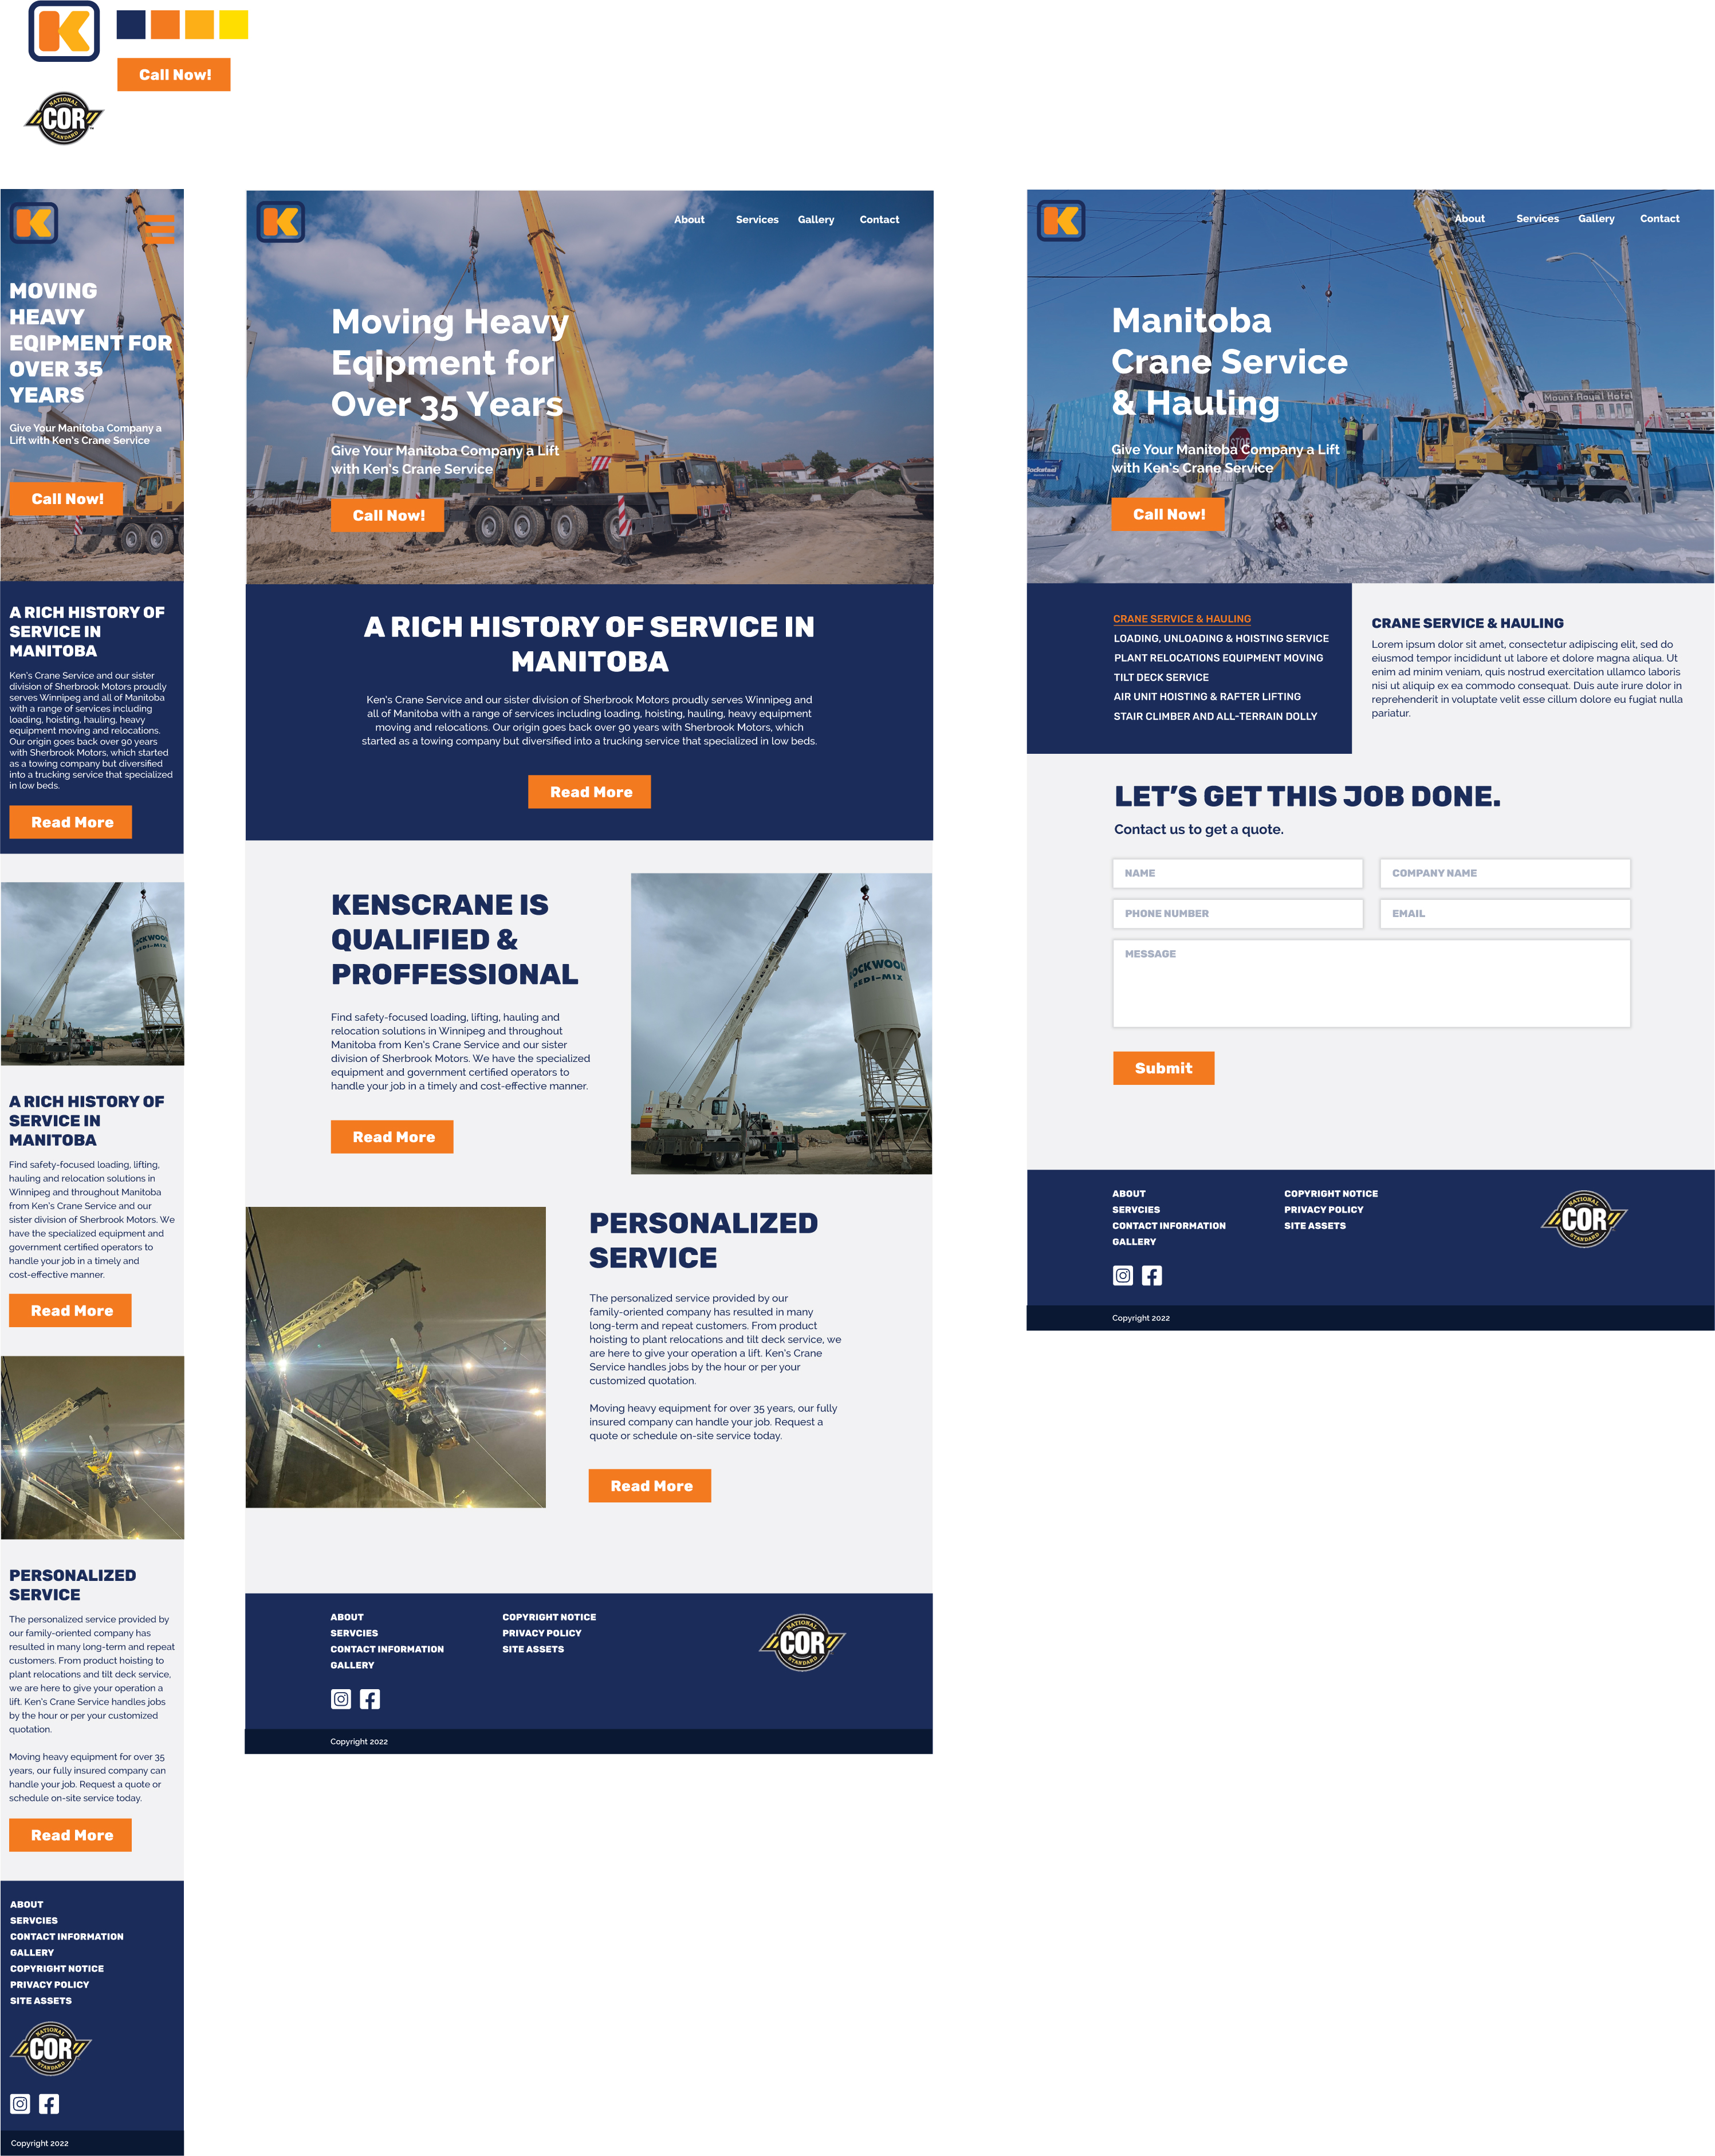 K
Call Now!
NATIONAL
COR
STANDARD
K
MOVING
HEAVY
EQIPMENT FOR
OVER 35
YEARS
Give Your Manitoba Company a
Lift with Ken's Crane Service
Call Now!
A RICH HISTORY OF
SERVICE IN
MANITOBA
Ken's Crane Service and our sister
division of Sherbrook Motors proudly
serves Winnipeg and all of Manitoba
with a range of services including
loading, hoisting, hauling, heavy
equipment moving and relocations.
Our origin goes back over 90 years
with Sherbrook Motors, which started
as a towing company but diversified
into a trucking service that specialized
in low beds.
Read More
OCKWOOD
REDI-MIX
A RICH HISTORY OF
SERVICE IN
MANITOBA
Find safety-focused loading, lifting,
hauling and relocation solutions in
Winnipeg and throughout Manitoba
from Ken's Crane Service and our
sister division of Sherbrook Motors. We
have the specialized equipment and
government certified operators to
handle your job in a timely and
cost-effective manner.
Read More
PERSONALIZED
SERVICE
The personalized service provided by
our family-oriented company has
resulted in many long-term and repeat
customers. From product hoisting to
plant relocations and tilt deck service,
we are here to give your operation a
lift. Ken's Crane Service handles jobs
by the hour or per your customized
quotation.
Moving heavy equipment for over 35
years, our fully insured company can
handle your job. Request a quote or
schedule on-site service today.
Read More
ABOUT
SERVCIES
CONTACT INFORMATION
GALLERY
COPYRIGHT NOTICE
PRIVACY POLICY
SITE ASSETS
NATIONAL
COR
STANDARD
Copyright 2022
K
About Services Gallery Contact
Moving Heavy
Eqipment for
Over 35 Years
Give Your Manitoba Company a Lift
with Ken's Crane Service
Call Now!
A RICH HISTORY OF SERVICE IN
MANITOBA
Ken's Crane Service and our sister division of Sherbrook Motors proudly serves Winnipeg and
all of Manitoba with a range of services including loading, hoisting, hauling, heavy equipment
moving and relocations. Our origin goes back over 90 years with Sherbrook Motors, which
started as a towing company but diversified into a trucking service that specialized in low beds.
Read More
KENSCRANE IS
QUALIFIED &
PROFFESSIONAL
Find safety-focused loading, lifting, hauling and
relocation solutions in Winnipeg and throughout
Manitoba from Ken's Crane Service and our sister
division of Sherbrook Motors. We have the specialized
equipment and government certified operators to
handle your job in a timely and cost-effective manner.
Read More
ROCKWOOD
REDI-MIX
PERSONALIZED
SERVICE
The personalized service provided by our
family-oriented company has resulted in many
long-term and repeat customers. From product
hoisting to plant relocations and tilt deck service, we
are here to give your operation a lift. Ken's Crane
Service handles jobs by the hour or per your
customized quotation.
Moving heavy equipment for over 35 years, our fully
insured company can handle your job. Request a
quote or schedule on-site service today.
Read More
ABOUT
SERVCIES
CONTACT INFORMATION
GALLERY
COPYRIGHT NOTICE
PRIVACY POLICY
SITE ASSETS
NATIONAL
COR
STANDARD
Copyright 2022
K
About Services Gallery Contact
Manitoba
Crane Service
& Hauling
Give Your Manitoba Company a Lift
with Ken's Crane Service
Call Now!
Mount Royal Hotel
STOP
CRANE SERVICE & HAULING
LOADING, UNLOADING & HOISTING SERVICE
PLANT RELOCATIONS EQUIPMENT MOVING
TILT DECK SERVICE
AIR UNIT HOISTING & RAFTER LIFTING
STAIR CLIMBER AND ALL-TERRAIN DOLLY
CRANE SERVICE & HAULING
Lorem ipsum dolor sit amet, consectetur adipiscing elit, sed do
eiusmod tempor incididunt ut labore et dolore magna aliqua. Ut
enim ad minim veniam, quis nostrud exercitation ullamco laboris
nisi ut aliquip ex ea commodo consequat. Duis aute irure dolor in
reprehenderit in voluptate velit esse cillum dolore eu fugiat nulla
pariatur.
LET'S GET THIS JOB DONE.
Contact us to get a quote.
NAME
COMPANY NAME
PHONE NUMBER
EMAIL
MESSAGE
Submit
ABOUT
SERVCIES
CONTACT INFORMATION
GALLERY
COPYRIGHT NOTICE
PRIVACY POLICY
SITE ASSETS
NATIONAL
COR
STANDARD
Copyright 2022